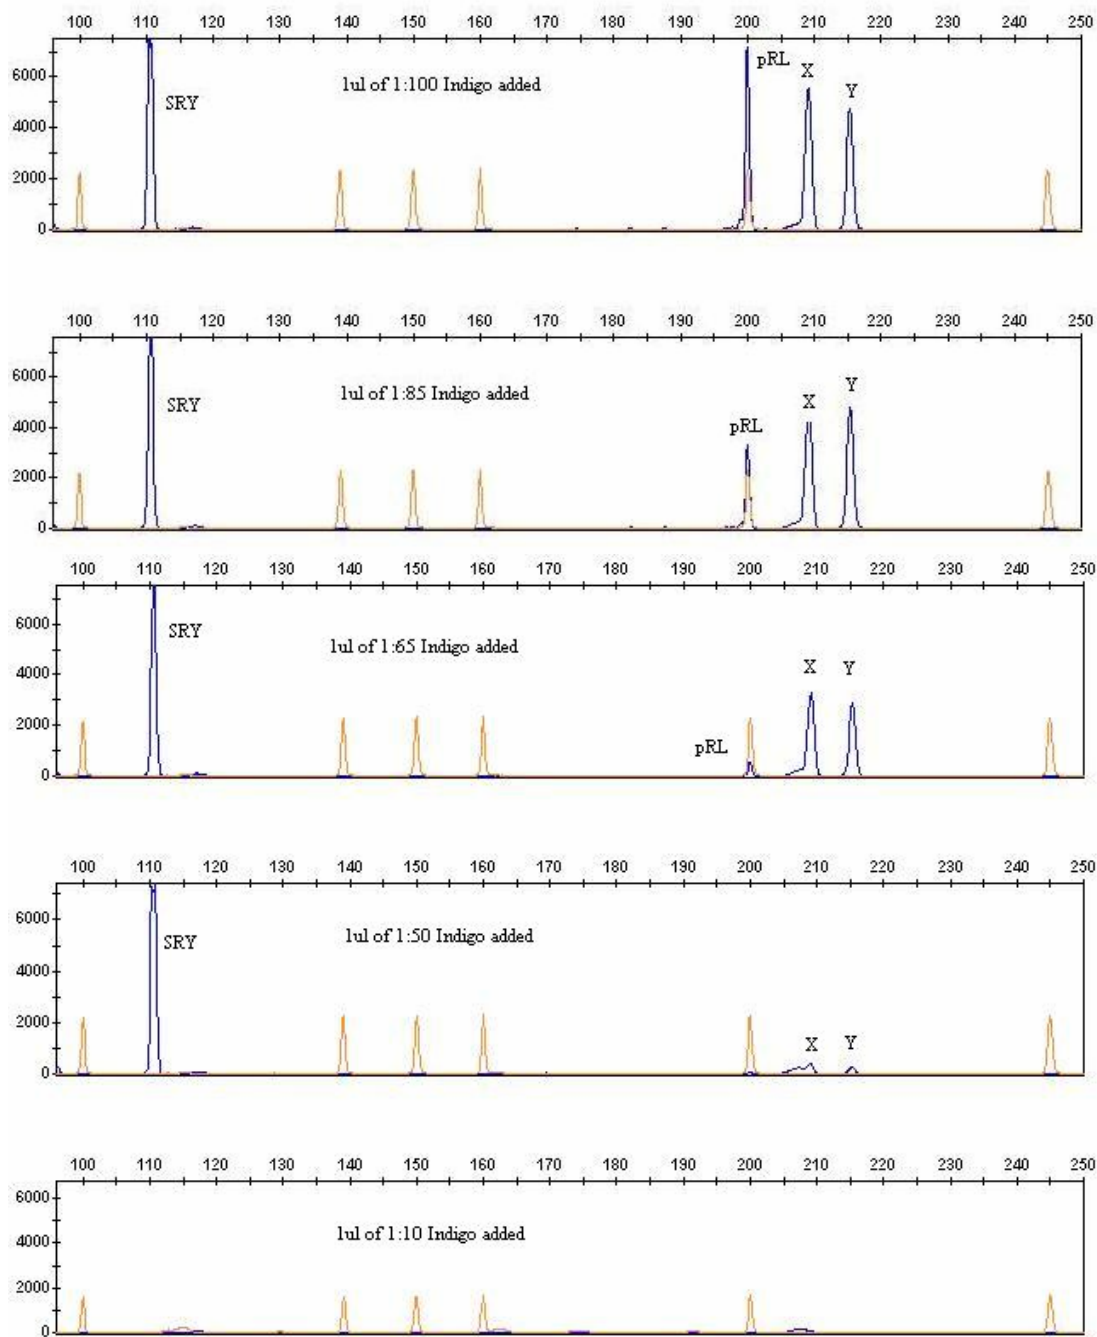 100 110 120 130 140 150 160 170 180 190 200 210 220 230 240 250
pRL
X
6000
1ul of 1:100 Indigo added
Y
SRY
4000
2000
0
100 110 120 130 140 150 160 170 180 190 200 210 220 230 240 250
6000
Y
1ul of 1:85 Indigo added
X
SRY
4000
pRL
2000
0
100 110 120 130 140 150 160 170 180 190 200 210 220 230 240 250
6000
SRY
1ul of 1:65 Indigo added
X Y
4000
pRL
2000
0
100 110 120 130 140 150 160 170 180 190 200 210 220 230 240 250
6000
1ul of 1:50 Indigo added
SRY
4000
2000
X Y
0
100 110 120 130 140 150 160 170 180 190 200 210 220 230 240 250
6000
1ul of 1:10 Indigo added
4000
2000
0